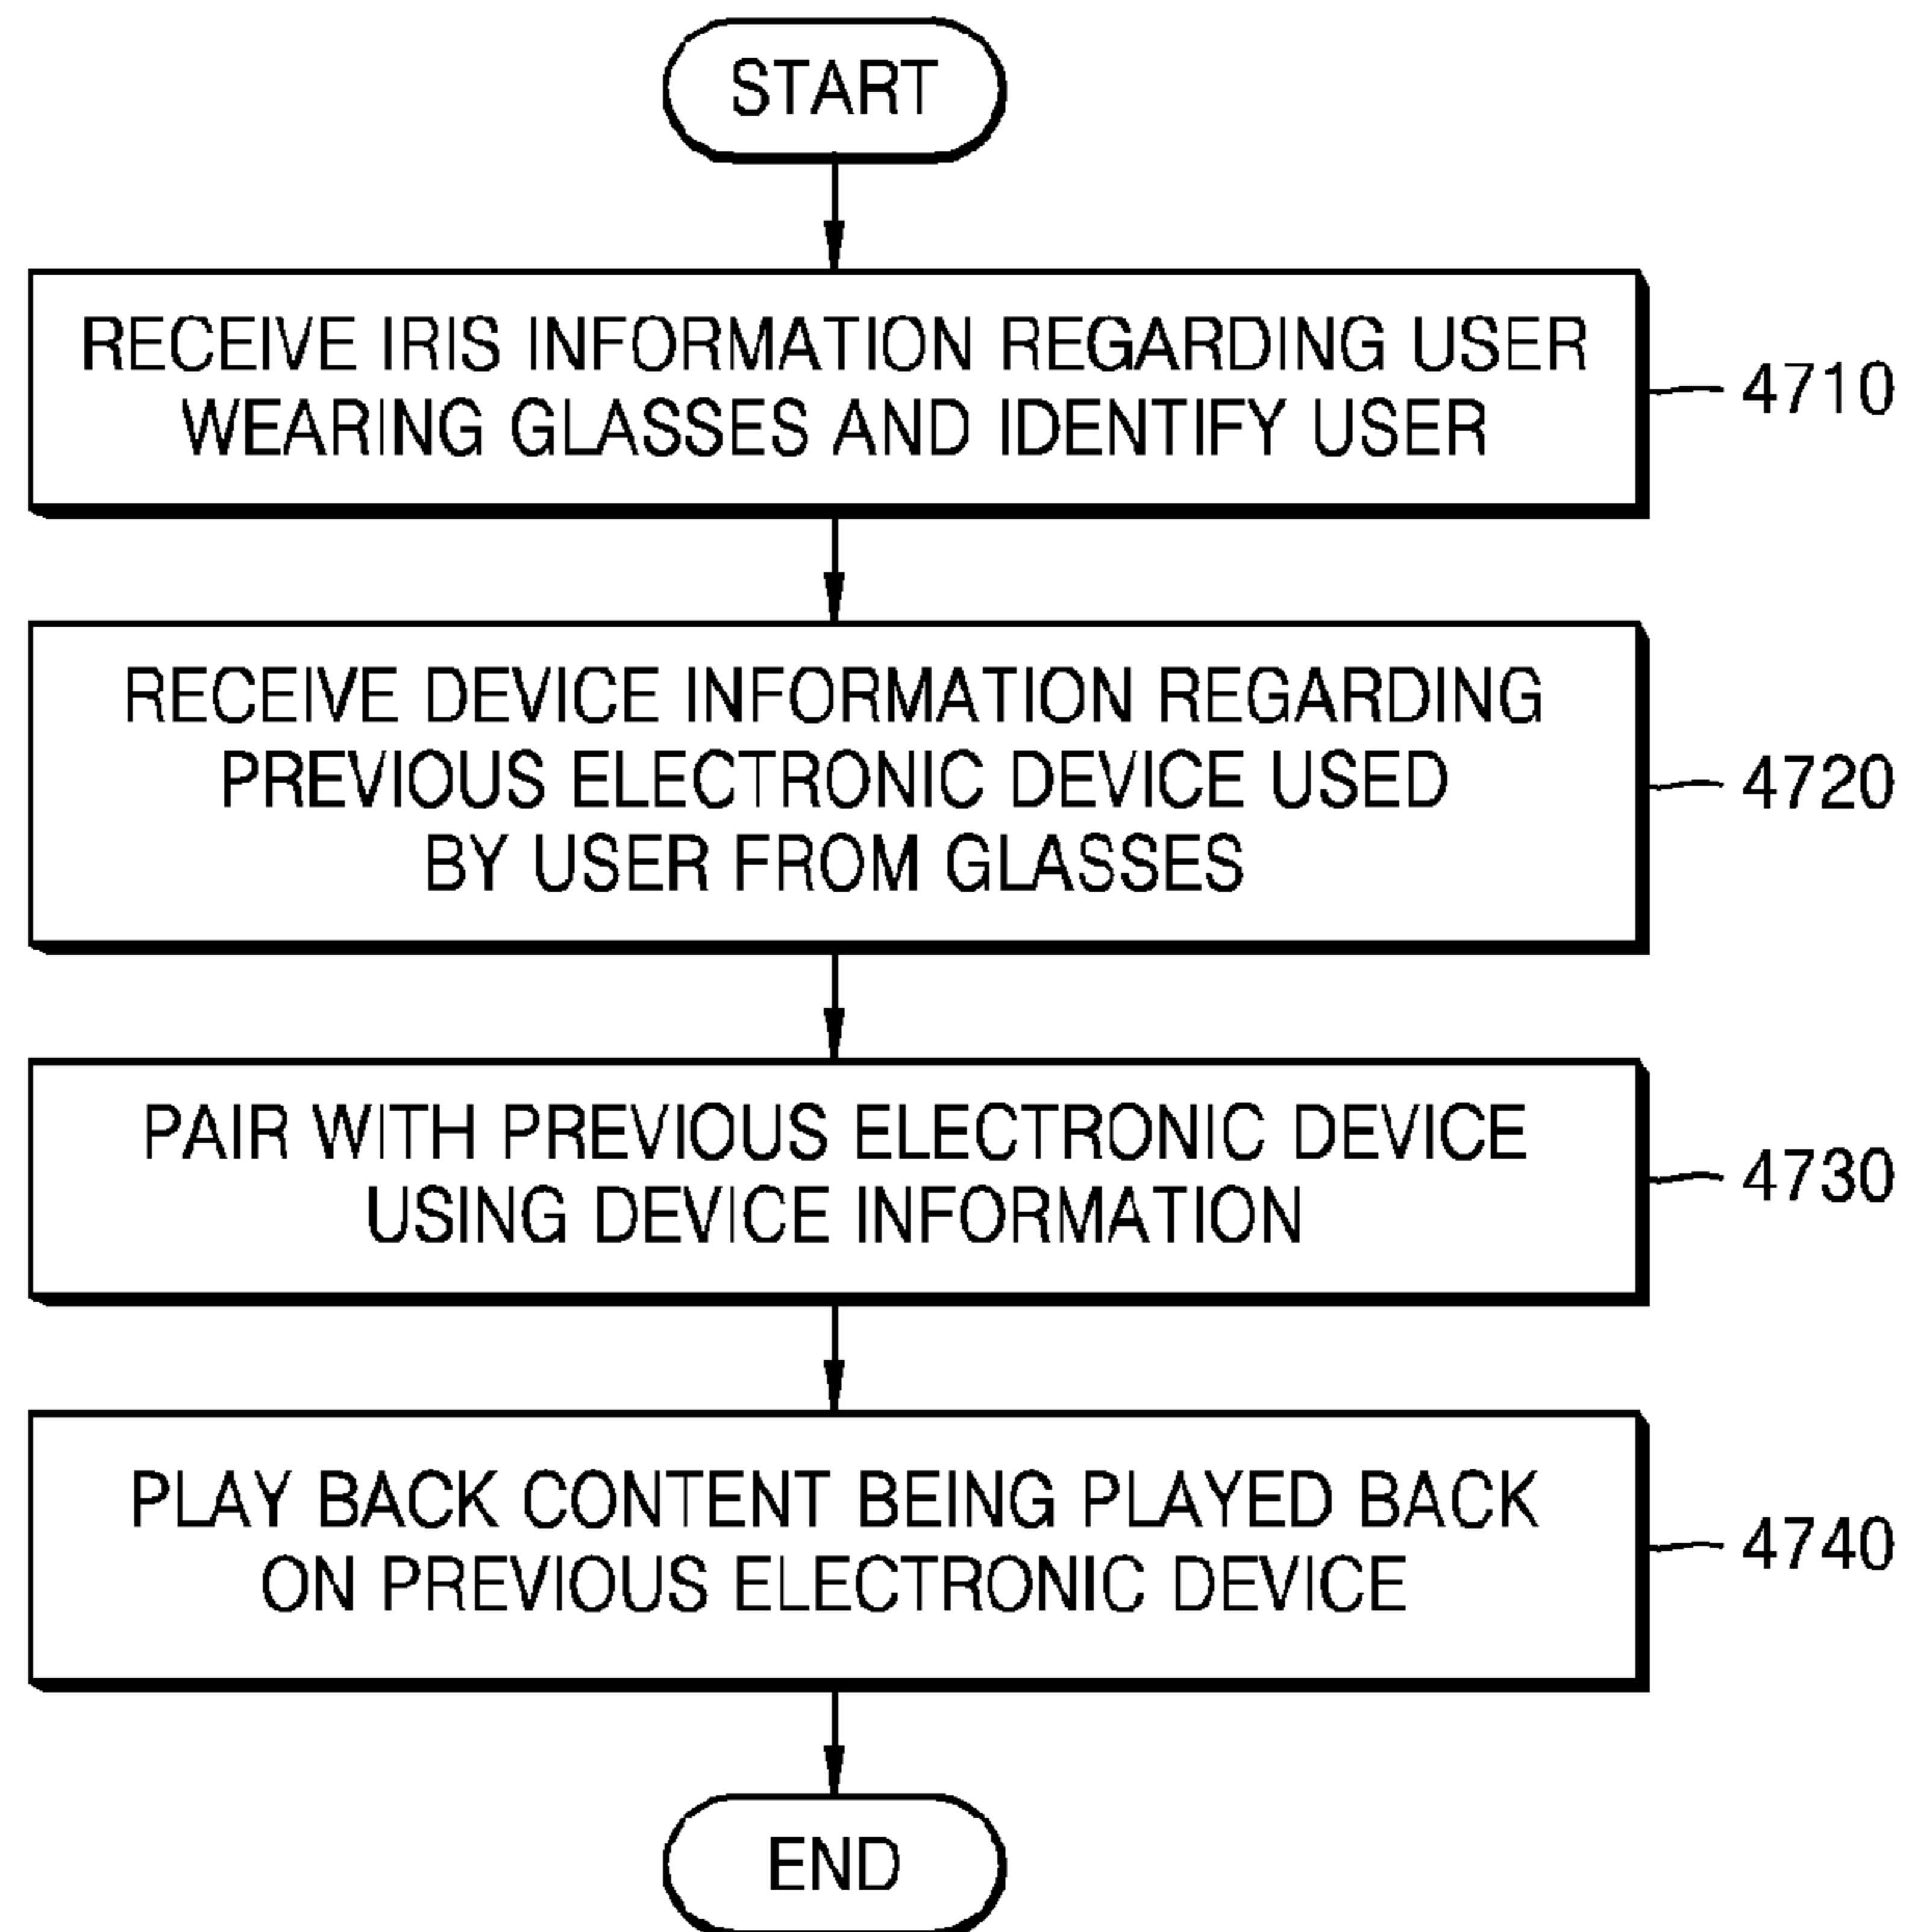 START
RECEIVE IRIS INFORMATION REGARDING USER
WEARING GLASSES AND IDENTIFY USER
4710
RECEIVE DEVICE INFORMATION REGARDING
PREVIOUS ELECTRONIC DEVICE USED
BY USER FROM GLASSES
4720
PAIR WITH PREVIOUS ELECTRONIC DEVICE
USING DEVICE INFORMATION
4730
PLAY BACK CONTENT BEING PLAYED BACK
ON PREVIOUS ELECTRONIC DEVICE
4740
END